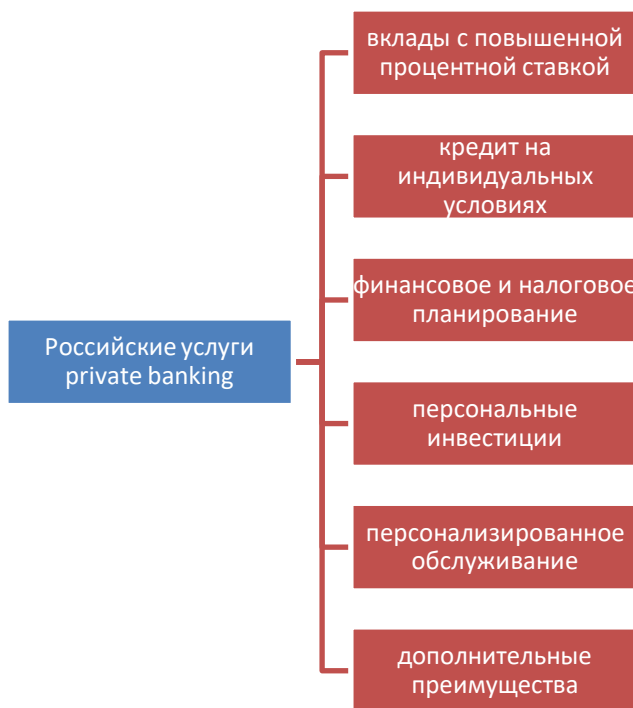 вклады с повышенной
процентной ставкой
кредит на
индивидуальных
условиях
финансовое и налоговое
планирование
Российские услуги
private banking
персональные
инвестиции
персонализированное
обслуживание
дополнительные
преимущества